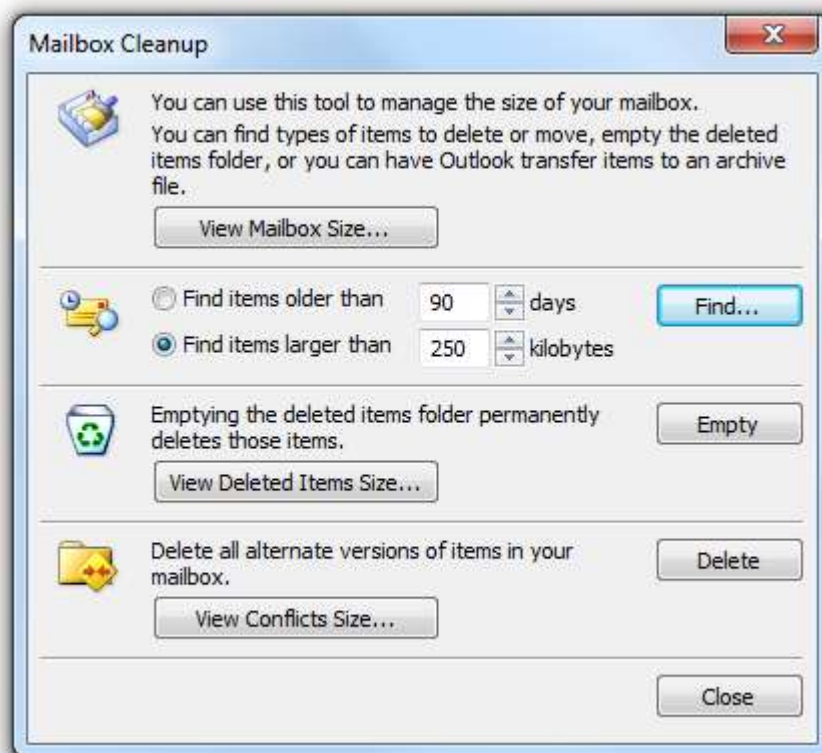 Mailbox Cleanup
You can use this tool to manage the size of your mailbox.
You can find types of items to delete or move, empty the deleted
items folder, or you can have Outlook transfer items to an archive
file.
View Mailbox Size...
Find items older than 90 days Find...
Find items larger than 250 kilobytes
Emptying the deleted items folder permanently Empty
deletes those items.
View Deleted Items Size...
Delete all alternate versions of items in your Delete
mailbox.
View Conflicts Size...
Close